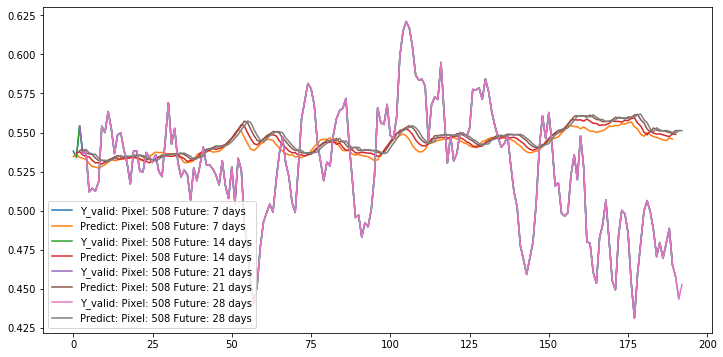 0.625
0.600
0.575
0.550
0.525
0.500
0.475
0.450
0.425
Y_valid: Pixel: 508 Future: 7 days
Predict: Pixel: 508 Future: 7 days
Y_valid: Pixel: 508 Future: 14 days
Predict: Pixel: 508 Future: 14 days
Y_valid: Pixel: 508 Future: 21 days
Predict: Pixel: 508 Future: 21 days
Y_valid: Pixel: 508 Future: 28 days
Predict: Pixel: 508 Future: 28 days
0 25 50 75 100 125 150 175 200